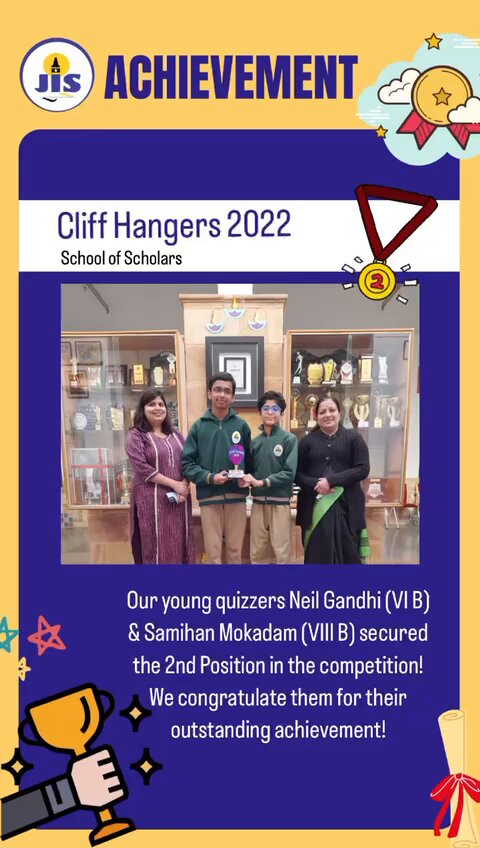 JIS
ACHIEVEMENT
Cliff Hangers 2022
School of Scholars
2
Our young quizzers Neil Gandhi (VI B)
& Samihan Mokadam (VIII B) secured
the 2nd Position in the competition!
We congratulate them for their
outstanding achievement!